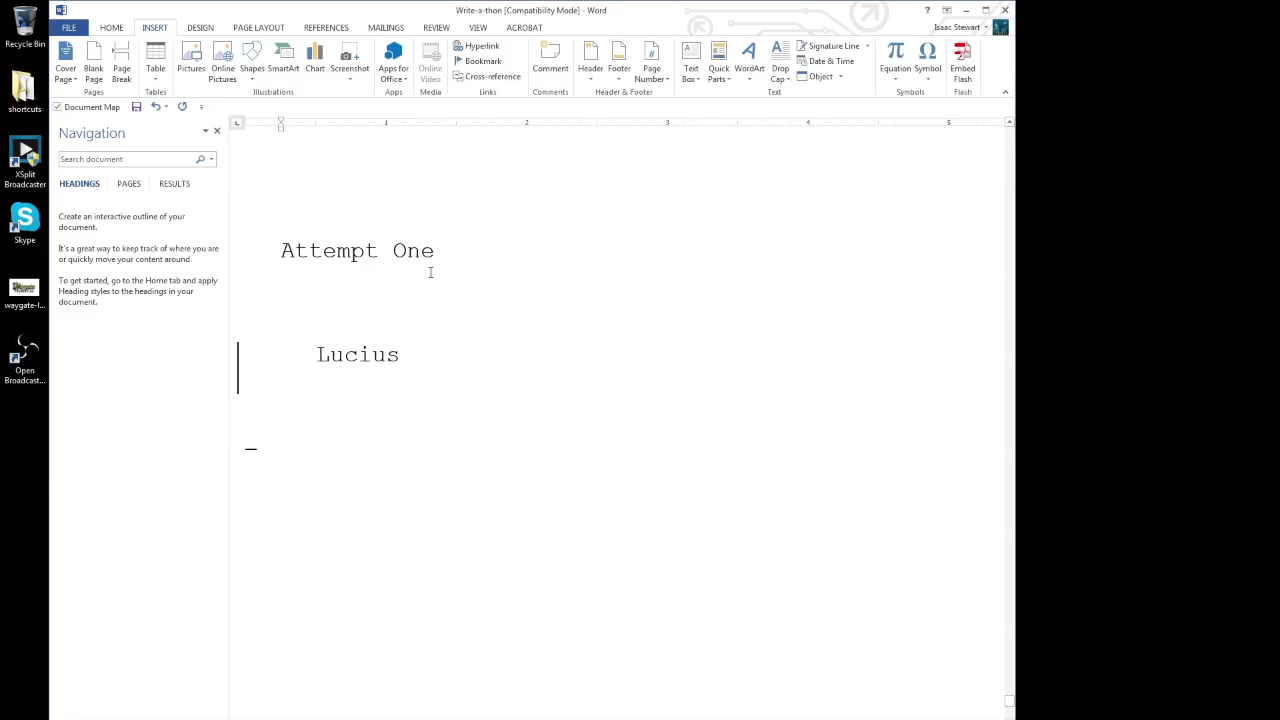 Write-a-thon [Compatibility Mode] - Word
?
FILE HOME INSERT DESIGN PAGE LAYOUT REFERENCES MAILINGS REVIEW VIEW ACROBAT
Isaac Stewart
Recycle Bin
shortcuts
XSplit
Broadcaster
Skype
waygate-l...
Open
Broadcast...
Cover
Page
Blank
Page
Page
Break
Pages
Table
Tables
Pictures
Online
Pictures
Shapes
SmartArt
Chart
Screenshot
Illustrations
Apps for
Office
Apps
Online
Video
Media
Hyperlink
Bookmark
Cross-reference
Links
Comment
Comments
Header
Footer
Page
Number
Header & Footer
Text
Box
Quick
Parts
WordArt
Drop
Cap
Signature Line
Date & Time
Object
Text
Equation
Symbol
Symbols
Embed
Flash
Flash
Document Map
Navigation
Search document
HEADINGS PAGES RESULTS
Create an interactive outline of your
document.
It's a great way to keep track of where you are
or quickly move your content around.
To get started, go to the Home tab and apply
Heading styles to the headings in your
document.
1 2 3 4 5
Attempt One
Lucius